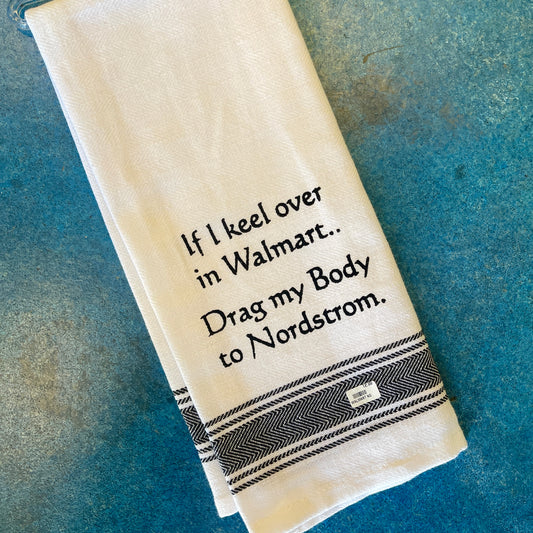 If I keel over
in Walmart..
Drag my Body
to Nordstrom.